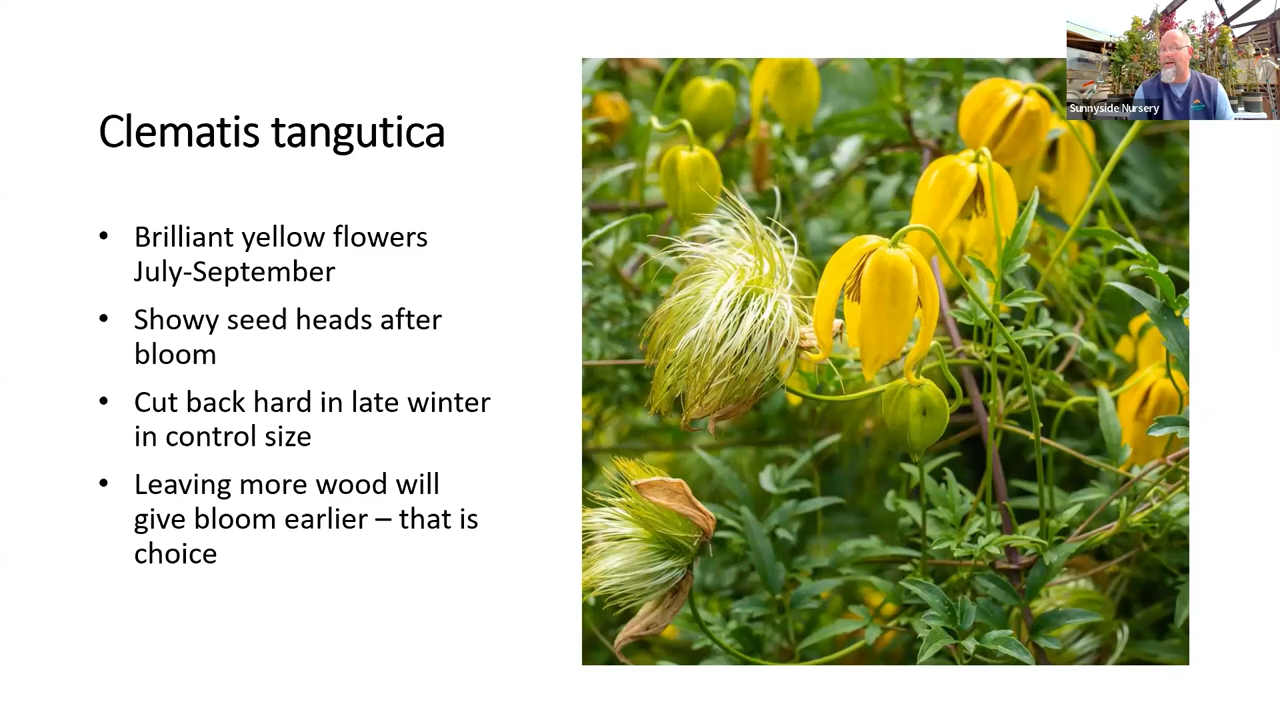 Clematis tangutica
• Brilliant yellow flowers
July-September
• Showy seed heads after
bloom
• Cut back hard in late winter
in control size
• Leaving more wood will
give bloom earlier – that is
choice
Sunnyside Nursery